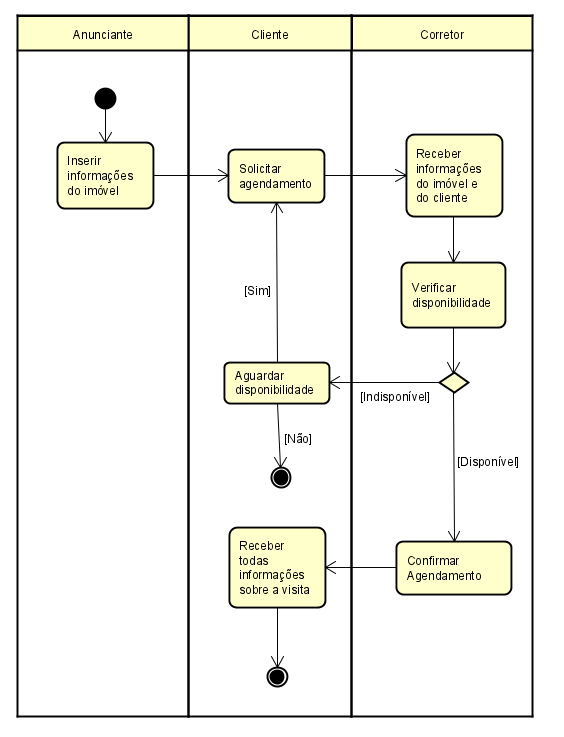 Anunciante
Cliente
Corretor
Inserir
informações
do imóvel
Solicitar
agendamento
Receber
informações
do imóvel e
do cliente
Verificar
disponibilidade
[Sim]
Aguardar
disponibilidade
[Indisponível]
[Não]
[Disponível]
Receber
todas
informações
sobre a visita
Confirmar
Agendamento